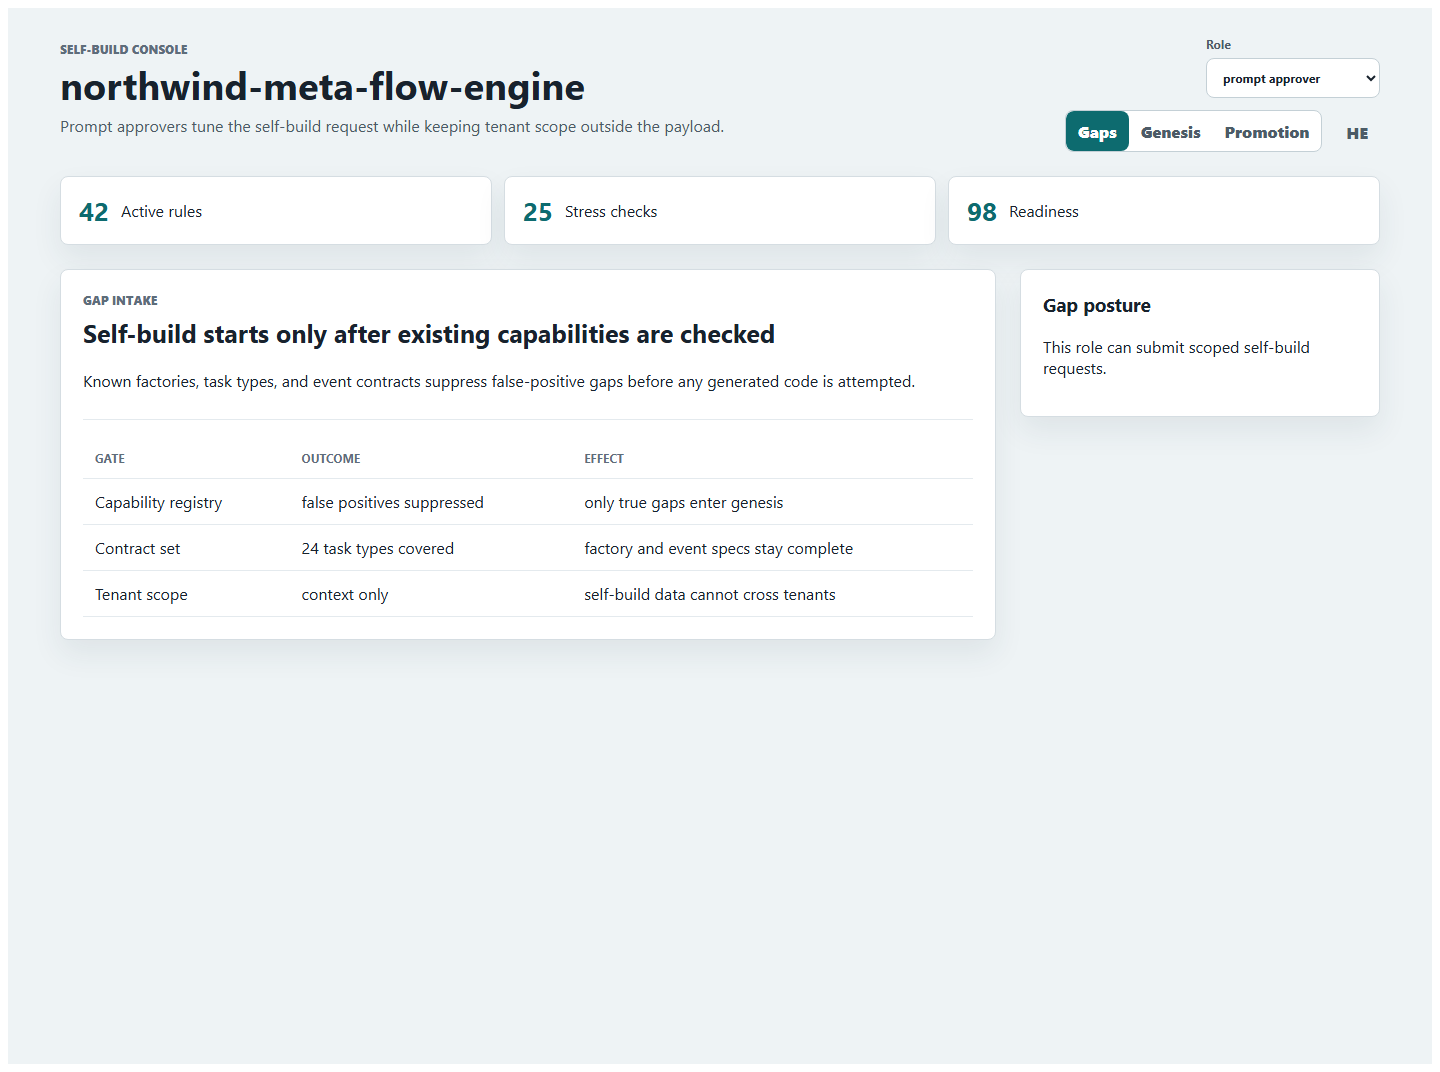 SELF-BUILD CONSOLE
northwind-meta-flow-engine
Prompt approvers tune the self-build request while keeping tenant scope outside the payload.
Role
prompt approver
Gaps Genesis Promotion HE
42 Active rules
25 Stress checks
98 Readiness
GAP INTAKE
Self-build starts only after existing capabilities are checked
Known factories, task types, and event contracts suppress false-positive gaps before any generated code is attempted.
GATE OUTCOME EFFECT
Capability registry false positives suppressed only true gaps enter genesis
Contract set 24 task types covered factory and event specs stay complete
Tenant scope context only self-build data cannot cross tenants
Gap posture
This role can submit scoped self-build
requests.